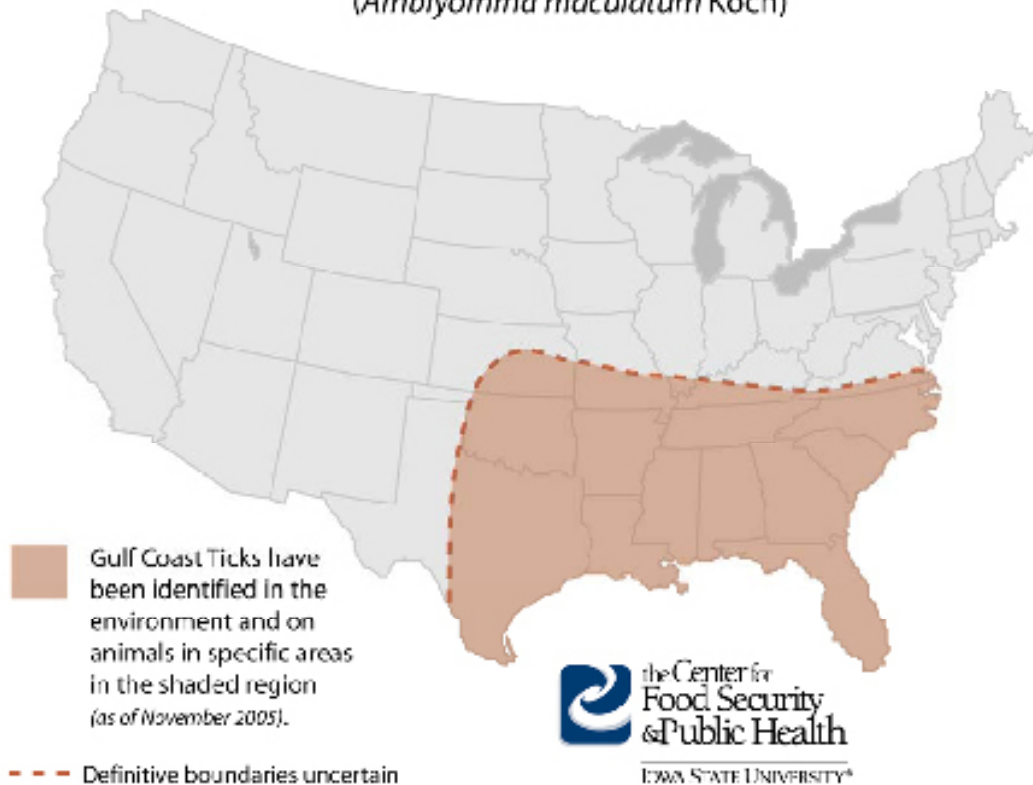 (Amblyomma maculatum Koch)
Gulf Coast Ticks have
been identified in the
environment and on
animals in specific areas
in the shaded region
(as of November 2005).
Definitive boundaries uncertain
the Center for
Food Security
&Public Health
IOWA STATE UNIVERSITY®